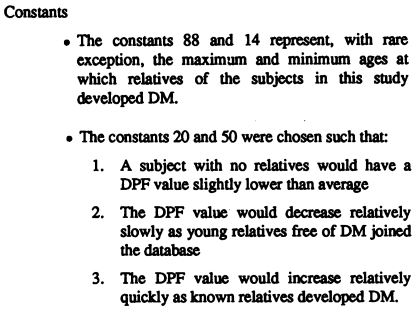 Constants
• The constants 88 and 14 represent, with rare
exception, the maximum and minimum ages at
which relatives of the subjects in this study
developed DM.
• The constants 20 and 50 were chosen such that:
1. A subject with no relatives would have a
DPF value slightly lower than average
2. The DPF value would decrease relatively
slowly as young relatives free of DM joined
the database
3. The DPF value would increase relatively
quickly as known relatives developed DM.